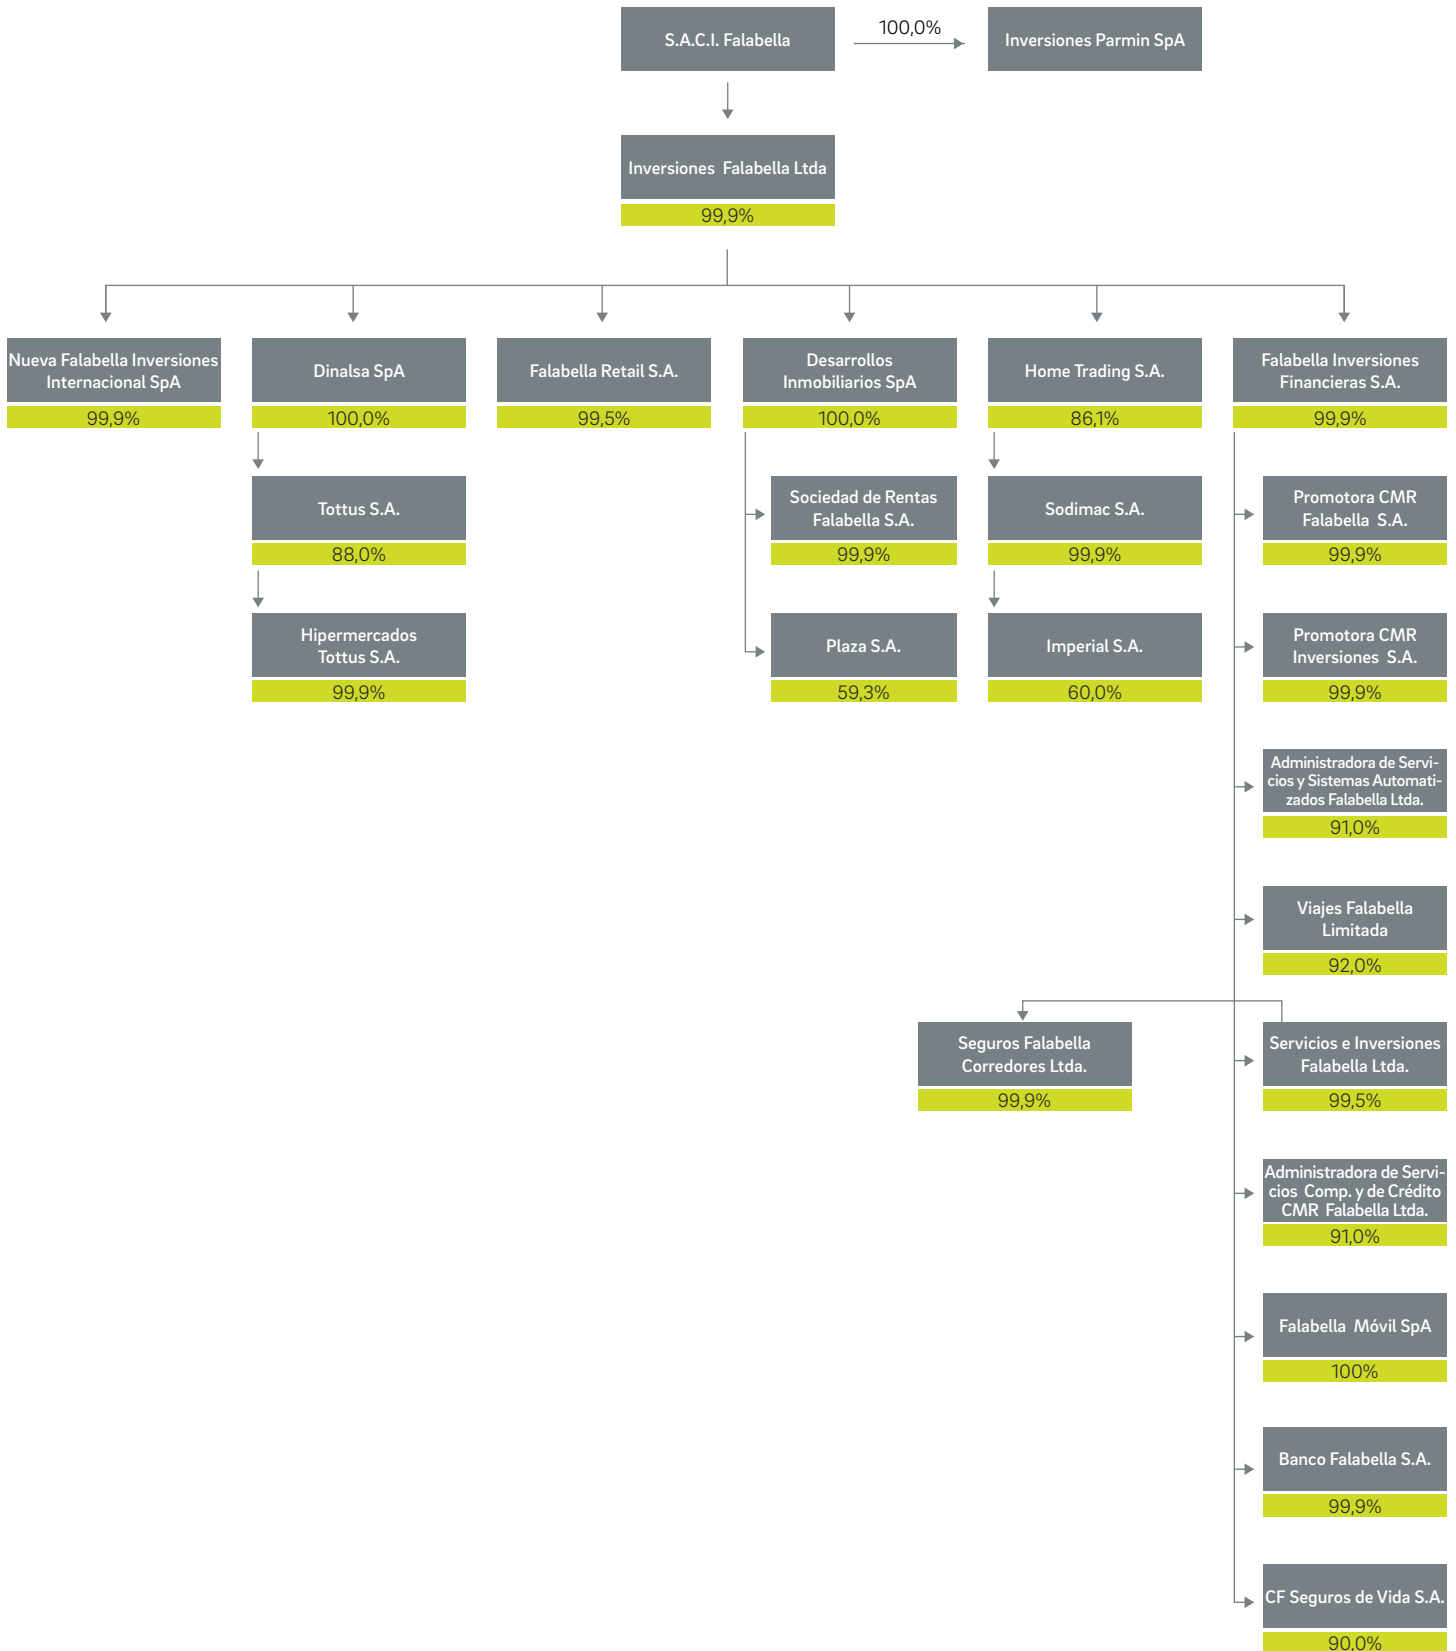 S.A.C.I. Falabella
100,0%
Inversiones Parmin SpA
Inversiones Falabella Ltda
99,9%
Nueva Falabella Inversiones
Internacional SpA
99,9%
Dinalsa SpA
100,0%
Falabella Retail S.A.
99,5%
Desarrollos
Inmobiliarios SpA
100,0%
Home Trading S.A.
86,1%
Falabella Inversiones
Financieras S.A.
99,9%
Tottus S.A.
88,0%
Sociedad de Rentas
Falabella S.A.
99,9%
Sodimac S.A.
99,9%
Promotora CMR
Falabella S.A.
99,9%
Hipermercados
Tottus S.A.
99,9%
Plaza S.A.
59,3%
Imperial S.A.
60,0%
Promotora CMR
Inversiones S.A.
99,9%
Administradora de Servi-
cios y Sistemas Automati-
zados Falabella Ltda.
91,0%
Viajes Falabella
Limitada
92,0%
Seguros Falabella
Corredores Ltda.
99,9%
Servicios e Inversiones
Falabella Ltda.
99,5%
Administradora de Servi-
cios Comp. y de Crédito
CMR Falabella Ltda.
91,0%
Falabella Móvil SpA
100%
Banco Falabella S.A.
99,9%
CF Seguros de Vida S.A.
90,0%